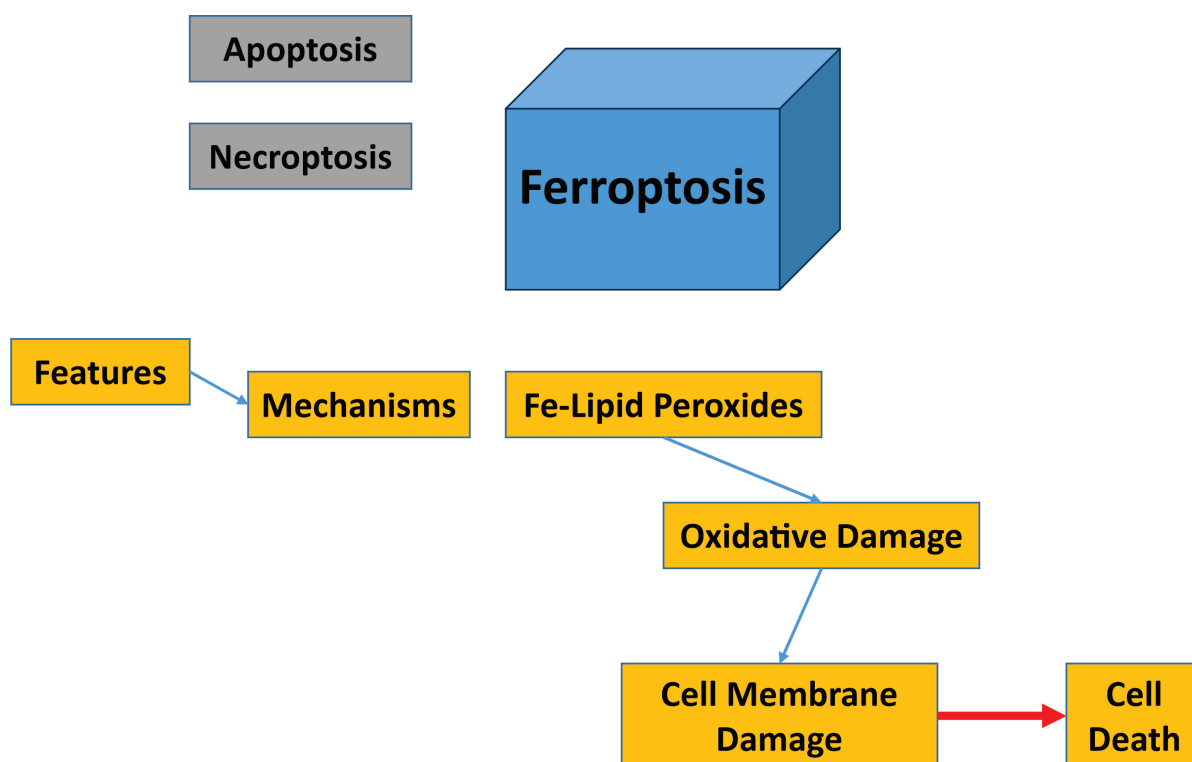 Apoptosis
Necroptosis
Ferroptosis
Features
Mechanisms
Fe-Lipid Peroxides
Oxidative Damage
Cell Membrane
Damage
Cell
Death